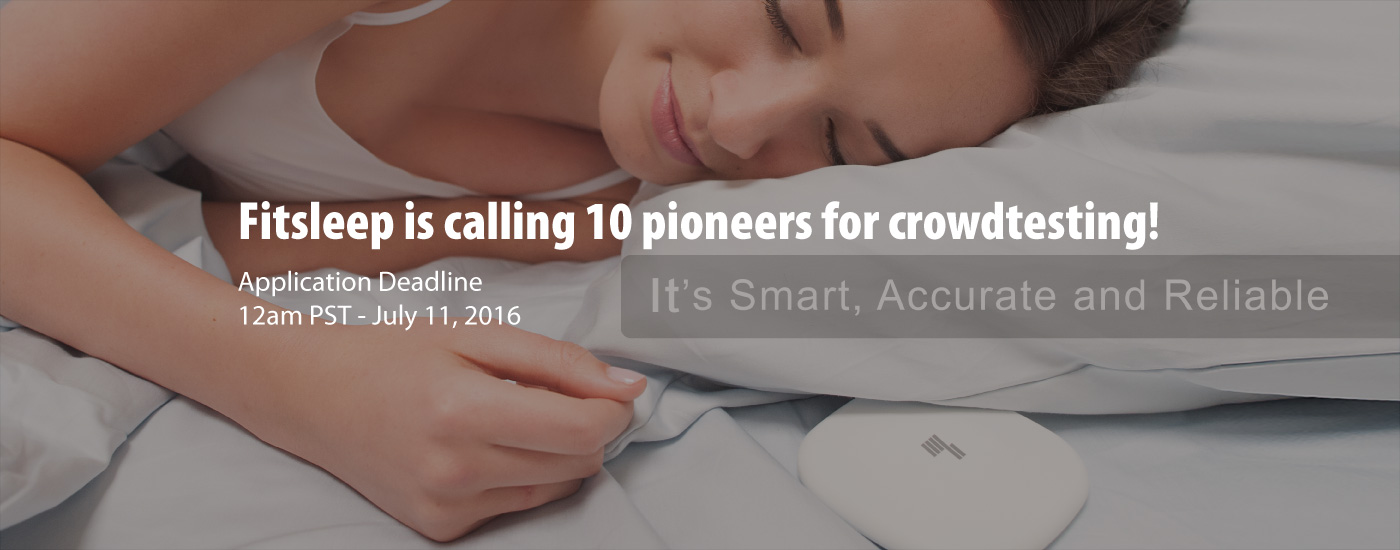 Fitsleep is calling 10 pioneers for crowdtesting!
Application Deadline
12am PST - July 11, 2016
It's Smart, Accurate and Reliable